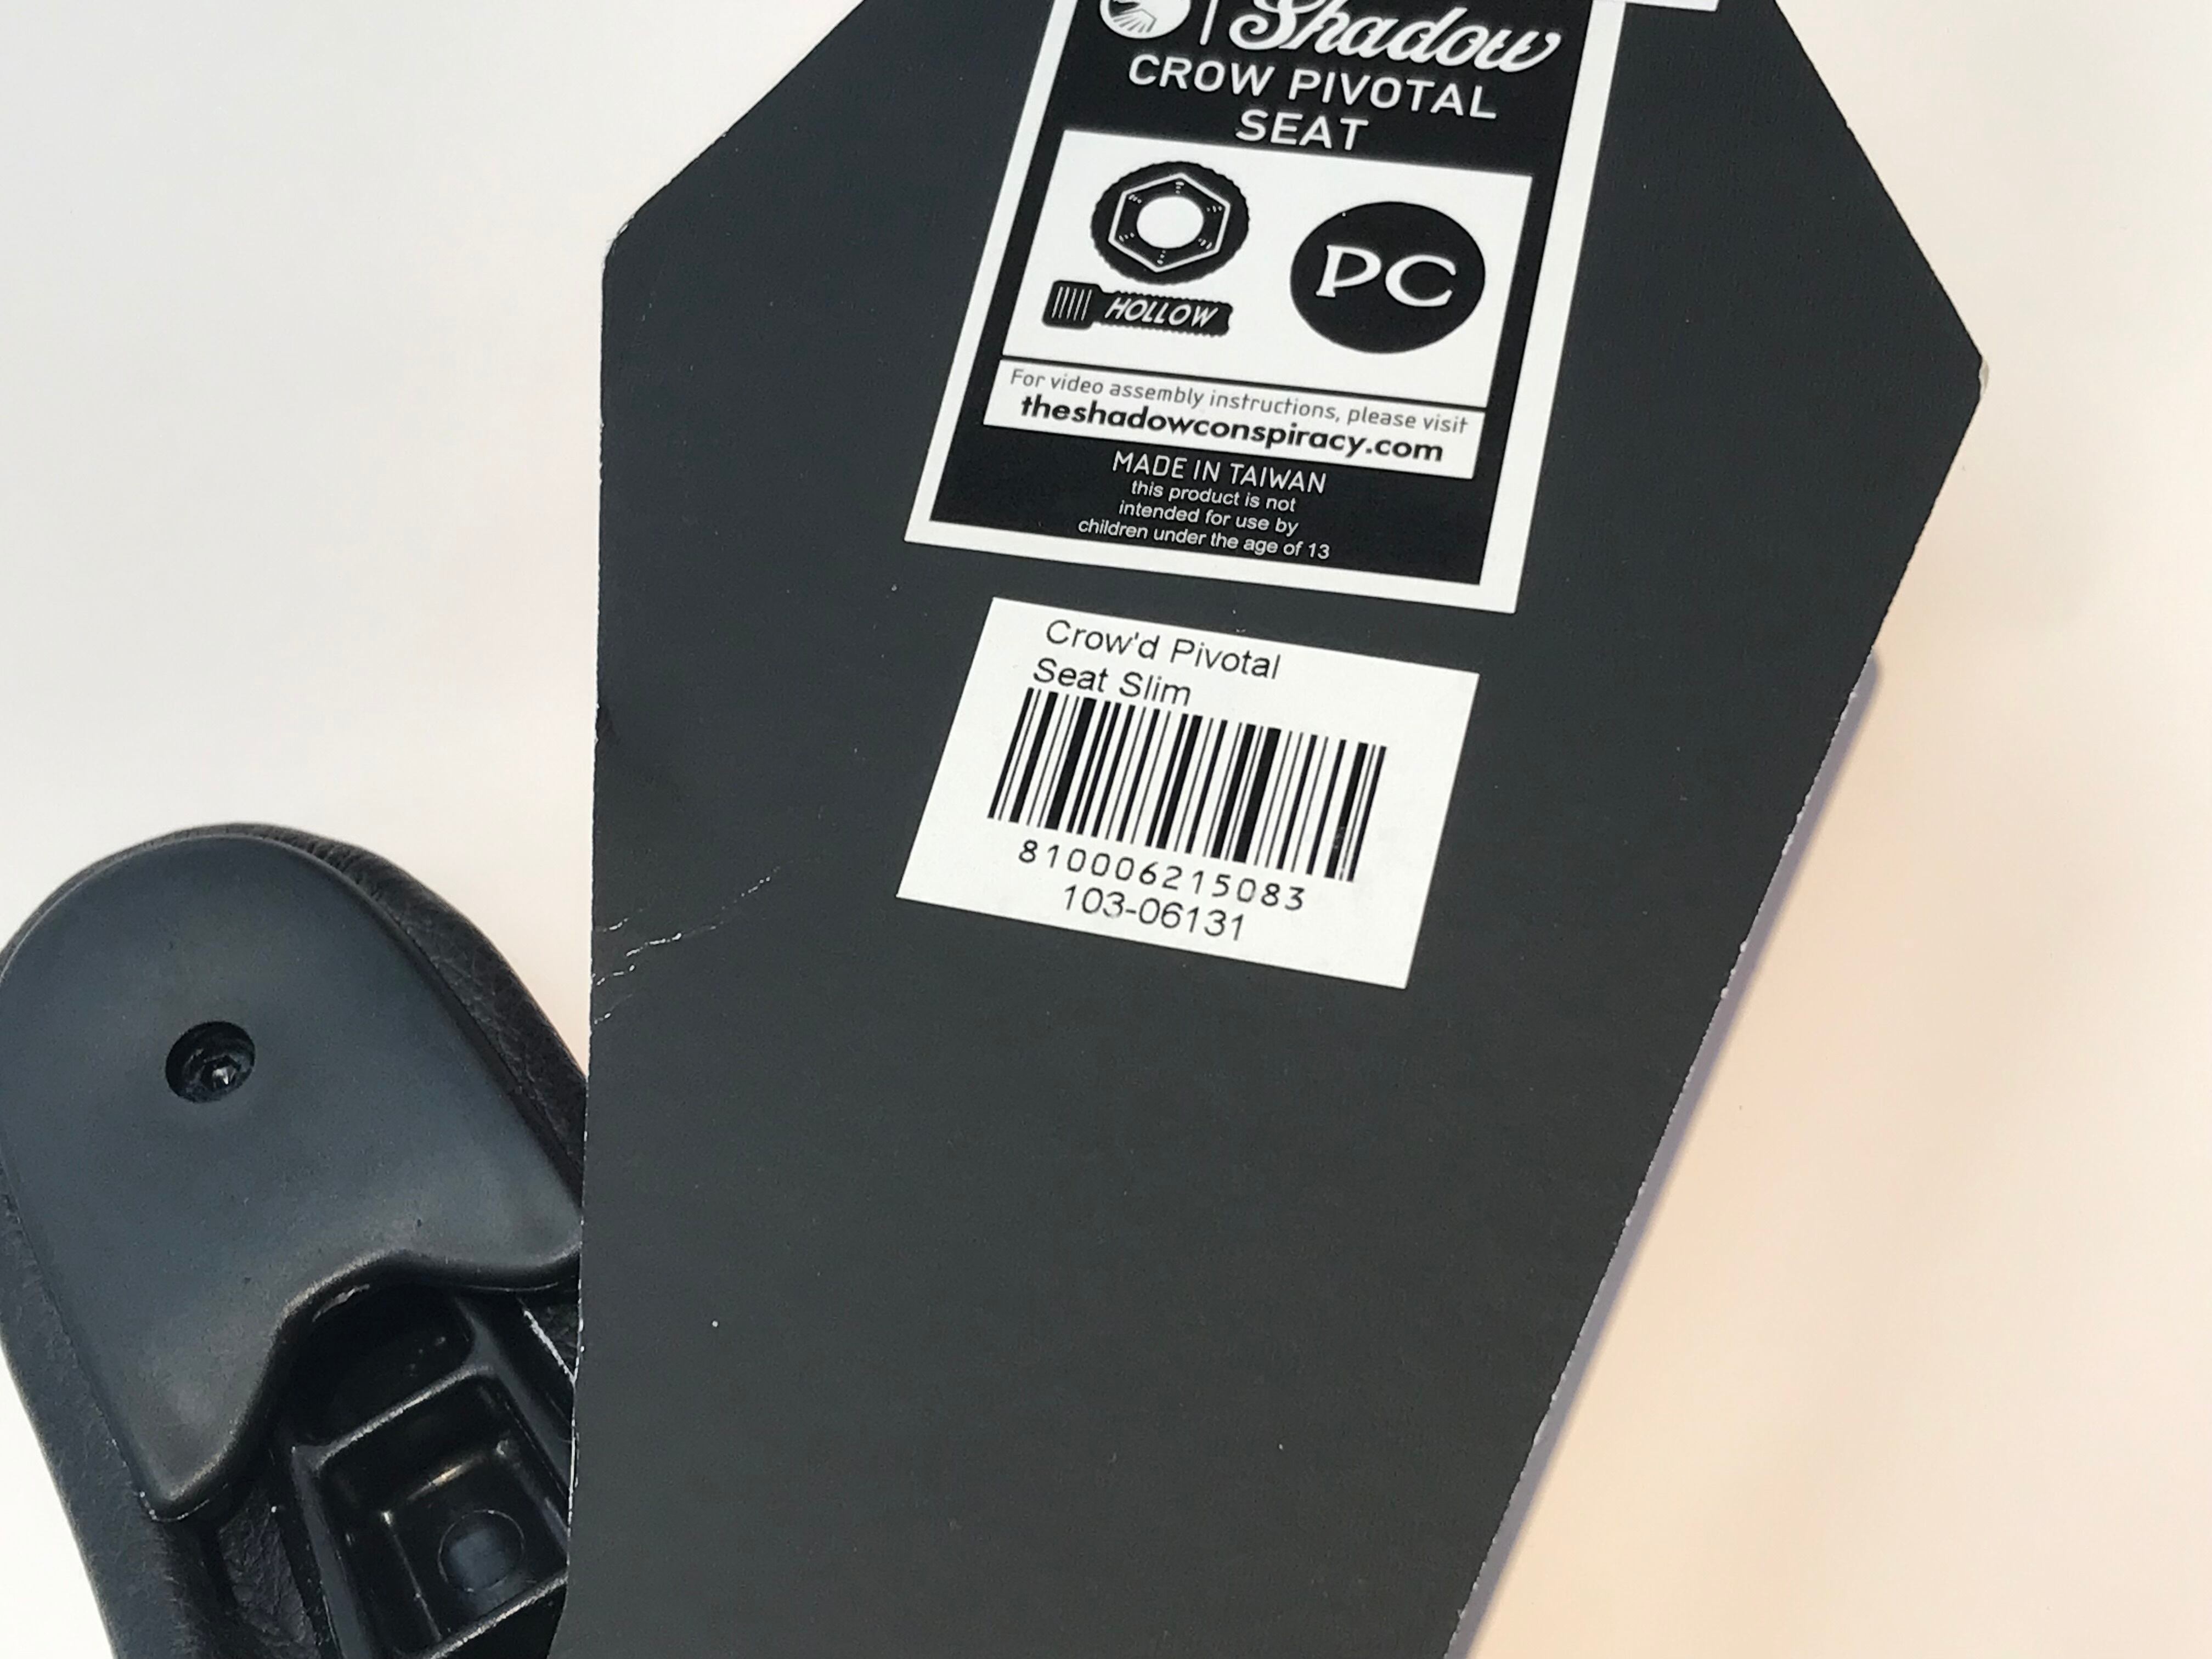 Shadow
CROW PIVOTAL
SEAT
HOLLOW
PC
For video assembly instructions, please visit
theshadowconspiracy.com
MADE IN TAIWAN
this product is not
intended for use by
children under the age of 13
Crow'd Pivotal
Seat Slim
810006215083
103-06131